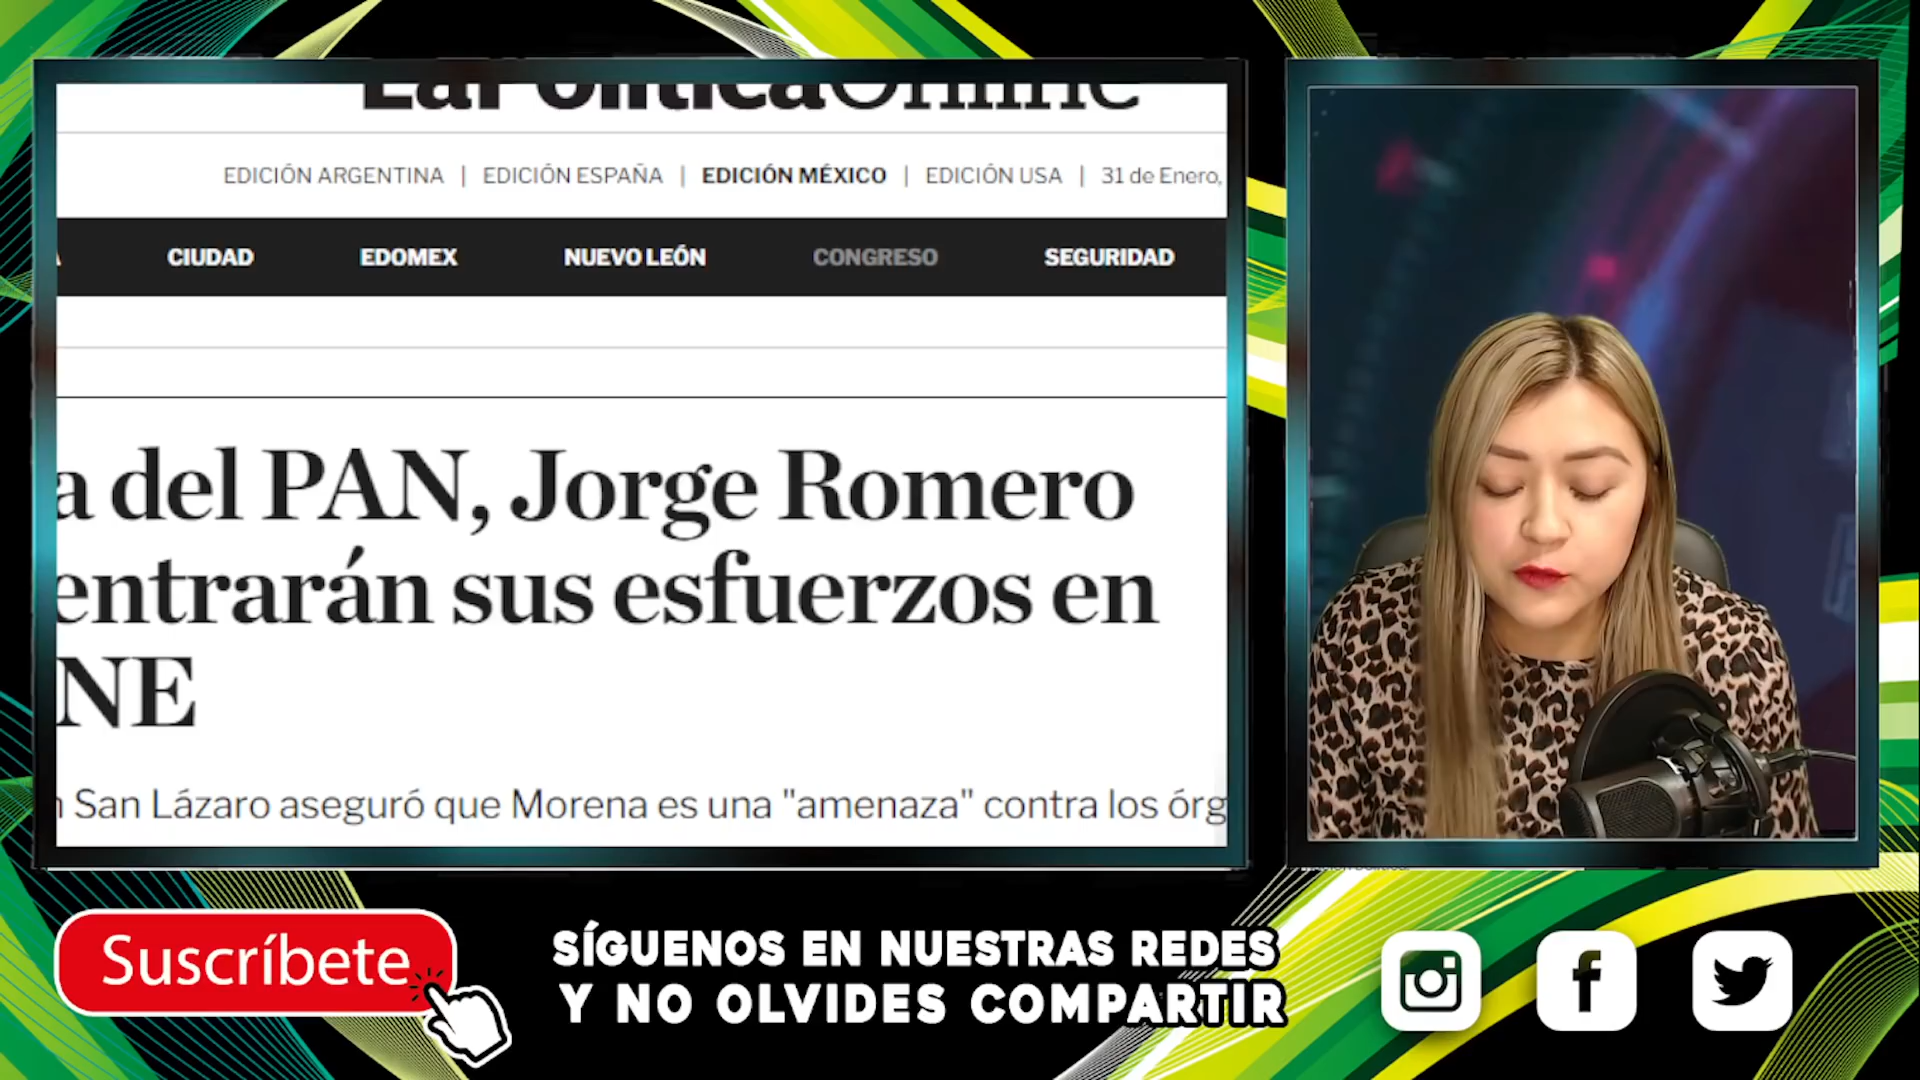 LaPolíticaOnline
EDICIÓN ARGENTINA | EDICIÓN ESPAÑA | EDICIÓN MÉXICO | EDICIÓN USA | 31 de Enero,
CIUDAD EDOMEX NUEVO LEÓN CONGRESO SEGURIDAD
a del PAN, Jorge Romero
entrarán sus esfuerzos en
NE
San Lázaro aseguró que Morena es una "amenaza" contra los órg
Suscríbete
SÍGUENOS EN NUESTRAS REDES
Y NO OLVIDES COMPARTIR